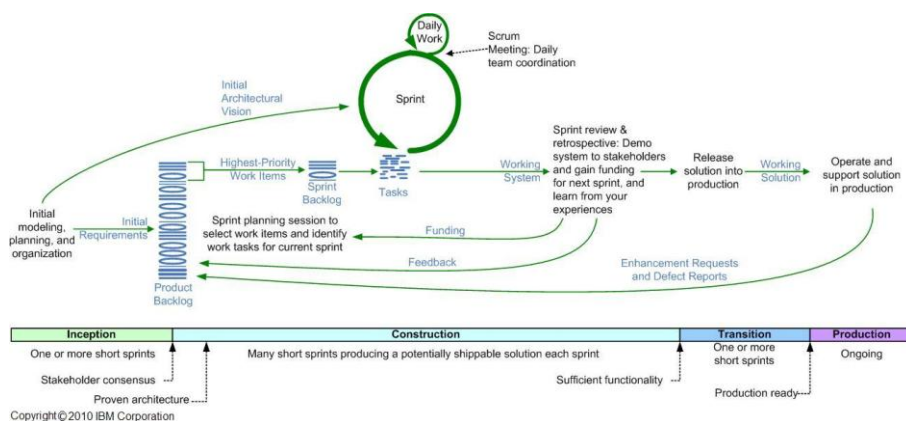 Daily
Work
Scrum
Meeting: Daily
team coordination
Sprint
Initial
Architectural
Vision
Highest-Priority
Work Items
Sprint
Backlog
Tasks
Working
System
Sprint review &
retrospective: Demo
system to stakeholders
and gain funding
for next sprint, and
learn from your
experiences
Release
solution into
production
Working
Solution
Operate and
support solution
in production
Initial
modeling,
planning, and
organization
Initial
Requirements
Product
Backlog
Sprint planning session to
select work items and identify
work tasks for current sprint
Funding
Feedback
Enhancement Requests
and Defect Reports
Inception
Construction
Transition
Production
One or more short sprints
Many short sprints producing a potentially shippable solution each sprint
One or more
short sprints
Ongoing
Stakeholder consensus
Sufficient functionality
Proven architecture
Production ready
Copyright©2010 IBM Corporation